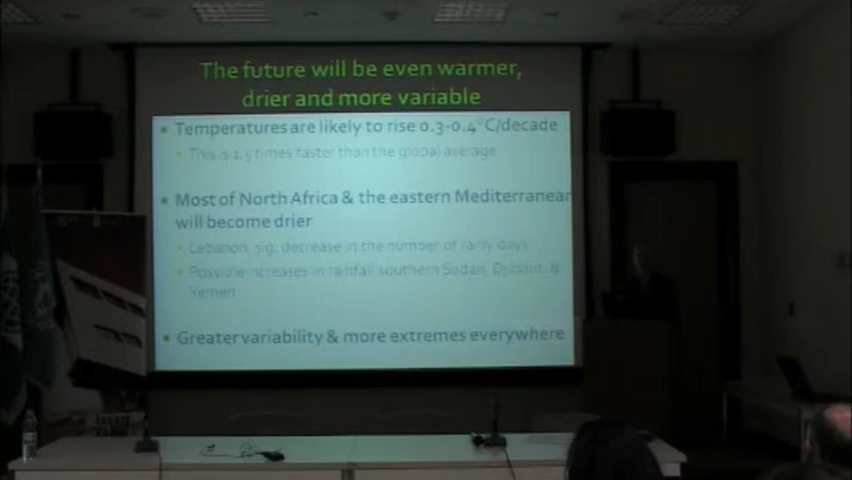 The future will be even warmer,
drier and more variable
Temperatures are likely to rise 0.3-0.4°C/decade
This is 1.5 times faster than the global average
Most of North Africa & the eastern Mediterranean
will become drier
Lebanon: sig. decrease in the number of rainy days
Possible increases in rainfall southern Sudan, Djibouti, &
Yemen
Greater variability & more extremes everywhere